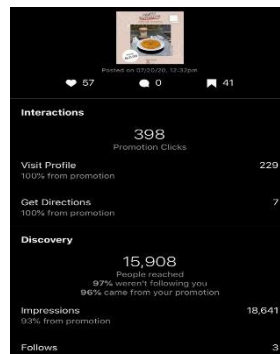 Posted on 07/20/20, 12:37pm
57 0 41
Interactions
398
Promotion Clicks
Visit Profile 229
100% from promotion
Get Directions 7
100% from promotion
Discovery
15,908
People reached
97% weren't following you
96% came from your promotion
Impressions 18,641
93% from promotion
Follows 3